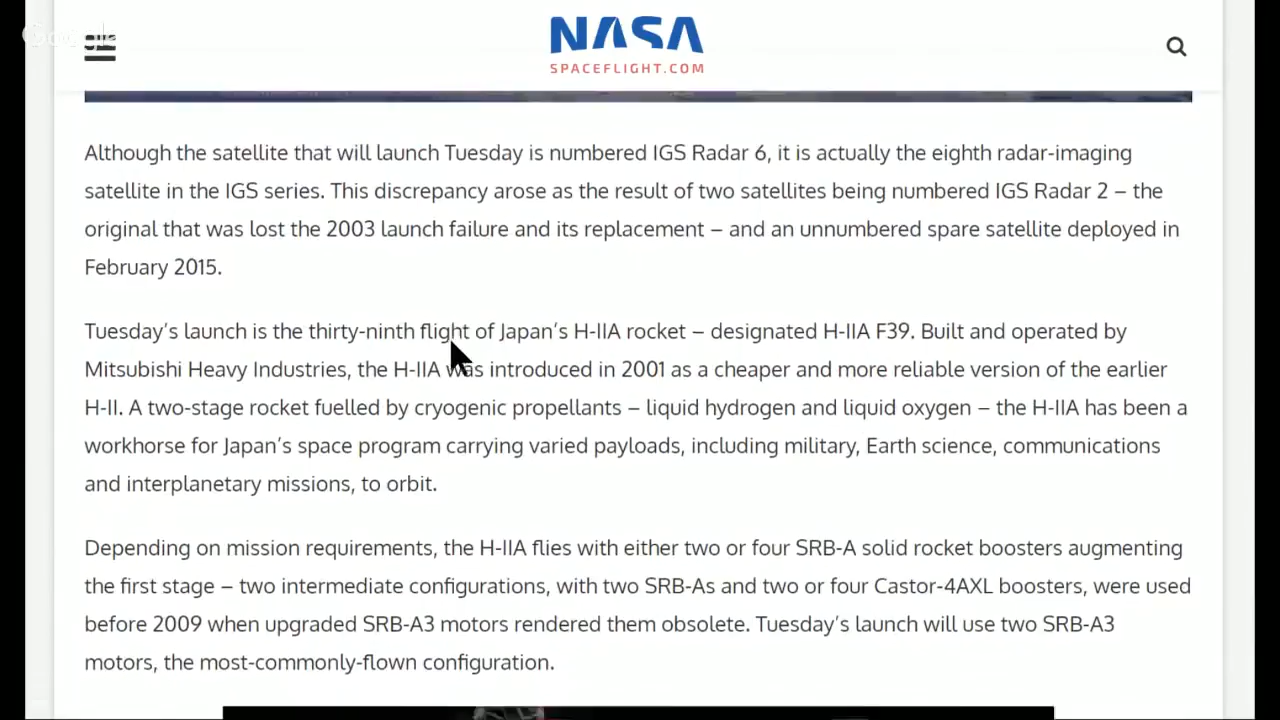 Google
NASA
SPACEFLIGHT.COM
Although the satellite that will launch Tuesday is numbered IGS Radar 6, it is actually the eighth radar-imaging
satellite in the IGS series. This discrepancy arose as the result of two satellites being numbered IGS Radar 2 – the
original that was lost the 2003 launch failure and its replacement – and an unnumbered spare satellite deployed in
February 2015.
Tuesday's launch is the thirty-ninth flight of Japan's H-IIA rocket – designated H-IIA F39. Built and operated by
Mitsubishi Heavy Industries, the H-IIA was introduced in 2001 as a cheaper and more reliable version of the earlier
H-II. A two-stage rocket fuelled by cryogenic propellants – liquid hydrogen and liquid oxygen – the H-IIA has been a
workhorse for Japan's space program carrying varied payloads, including military, Earth science, communications
and interplanetary missions, to orbit.
Depending on mission requirements, the H-IIA flies with either two or four SRB-A solid rocket boosters augmenting
the first stage – two intermediate configurations, with two SRB-As and two or four Castor-4AXL boosters, were used
before 2009 when upgraded SRB-A3 motors rendered them obsolete. Tuesday's launch will use two SRB-A3
motors, the most-commonly-flown configuration.